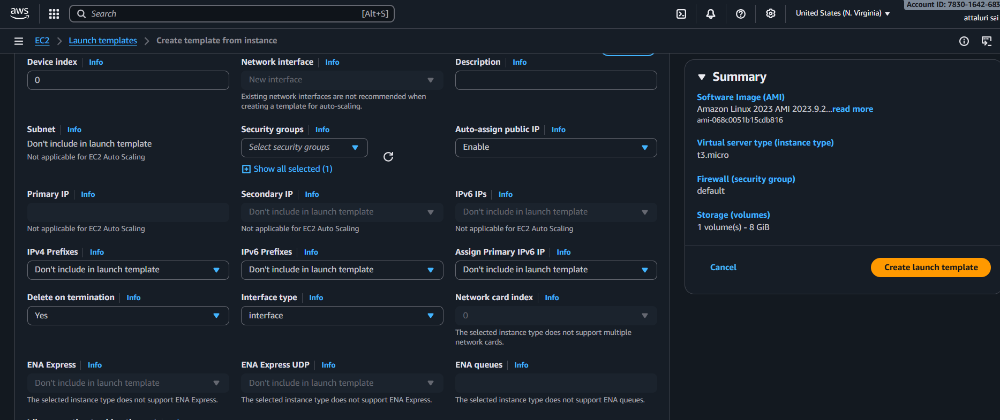 aws
Search
[Alt+S]
United States (N. Virginia)
Account ID: 7830-1642-683
attaluri sai
EC2
Launch templates
Create template from instance
Device index
Info
Network interface
Info
Description
Info
0
New interface
Existing network interfaces are not recommended when
creating a template for auto-scaling.
Subnet
Info
Security groups
Info
Auto-assign public IP
Info
Don't include in launch template
Not applicable for EC2 Auto Scaling
Select security groups
Enable
Show all selected (1)
Primary IP
Info
Secondary IP
Info
IPv6 IPs
Info
Don't include in launch template
Don't include in launch template
Not applicable for EC2 Auto Scaling
Not applicable for EC2 Auto Scaling
Not applicable for EC2 Auto Scaling
IPv4 Prefixes
Info
IPv6 Prefixes
Info
Assign Primary IPv6 IP
Info
Don't include in launch template
Don't include in launch template
Don't include in launch template
Delete on termination
Info
Interface type
Info
Network card index
Info
Yes
interface
0
The selected instance type does not support multiple
network cards.
ENA Express
Info
ENA Express UDP
Info
ENA queues
Info
Don't include in launch template
Don't include in launch template
The selected instance type does not support ENA Express.
The selected instance type does not support ENA Express.
The selected instance type does not support ENA queues.
Summary
Software Image (AMI)
Amazon Linux 2023 AMI 2023.9.2...read more
ami-068c0051b15cdb816
Virtual server type (instance type)
t3.micro
Firewall (security group)
default
Storage (volumes)
1 volume(s) - 8 GiB
Cancel
Create launch template